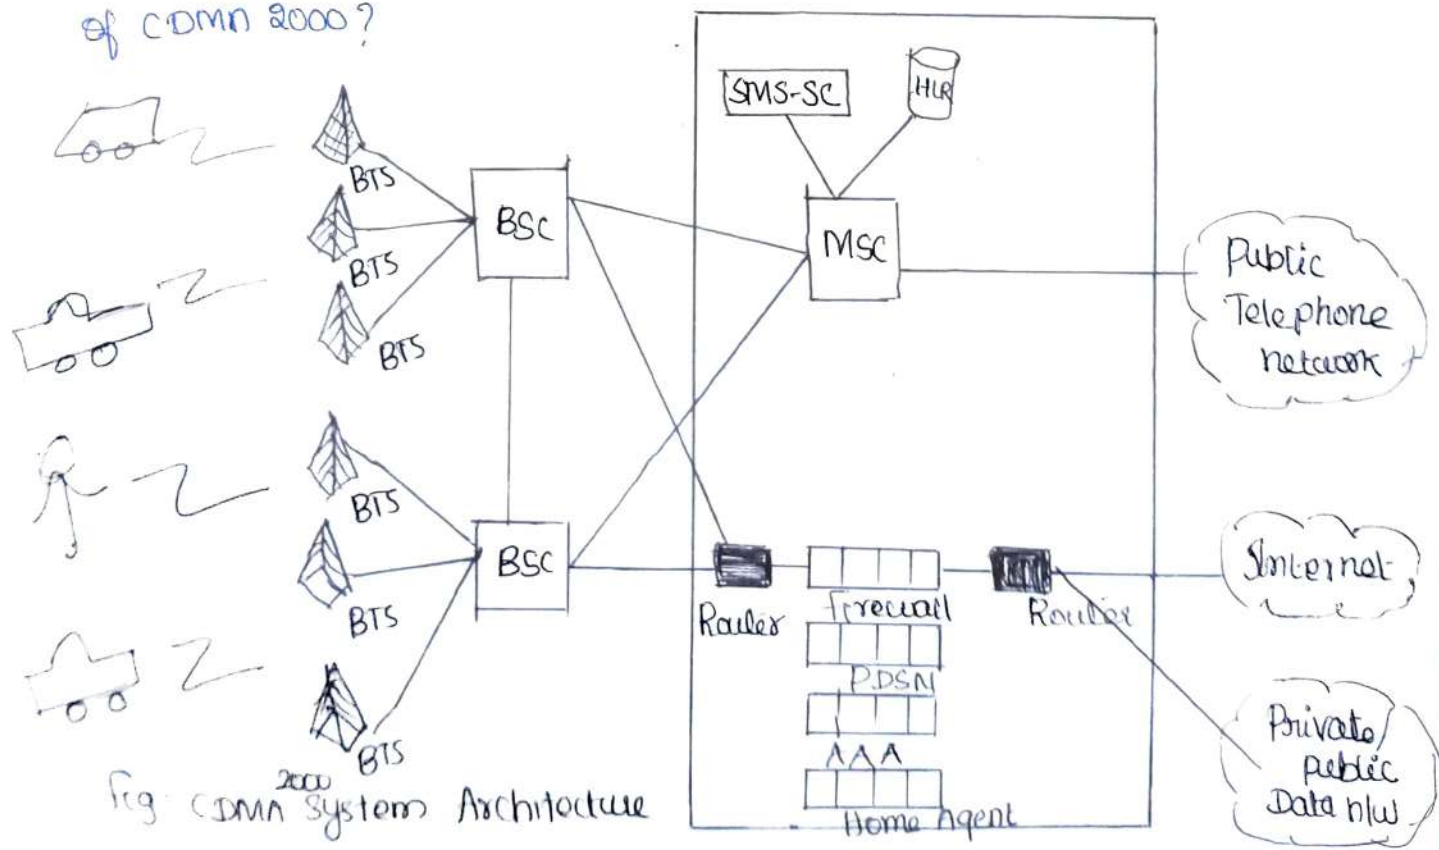 of CDMA 2000?
SMS-SC
HLR
BTS
BSC
BTS
MSC
BTS
Public
Telephone
network
BTS
BSC
BTS
Router
firewall
Router
Internet
PDSN
AAA
Home Agent
BTS
Private/
public
Data n/w
Fig CDMA 2000 System Architecture